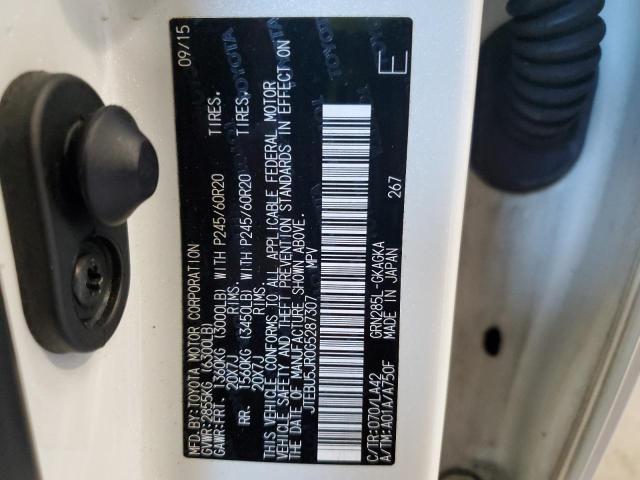 MFD. BY: TOYOTA MOTOR CORPORATION 09/15
GVWR: 2855KG (6300LB)
GAWR: FRT. 1360KG (3000LB) WITH P245/60R20 TIRES.
20X7J RIMS.
RR. 1560KG (3450LB) WITH P245/60R20 TIRES.
20X7J RIMS.
THIS VEHICLE CONFORMS TO ALL APPLICABLE FEDERAL MOTOR
VEHICLE SAFETY AND THEFT PREVENTION STANDARDS IN EFFECT ON
THE DATE OF MANUFACTURE SHOWN ABOVE.
JTEBU5JR0G5287307 MPV
C/TR: 070/LA42 GRN285L-GKAGKA 267
A/TM: A01A/A750F MADE IN JAPAN
E